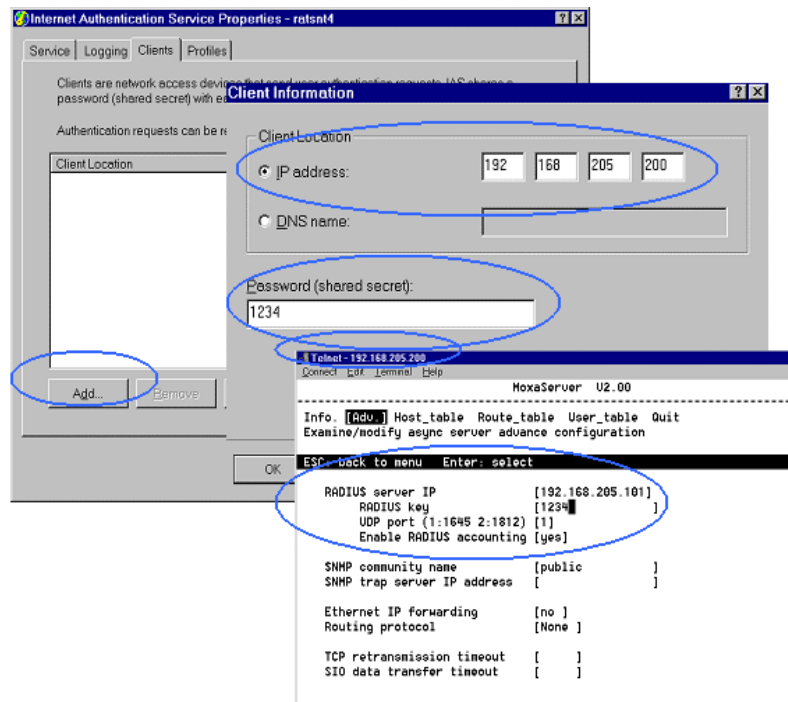 Internet Authentication Service Properties - ratsnt4
Service Logging Clients Profiles
Clients are network access devices that send user authentication requests. IAS shares a
password (shared secret) with ea
Authentication requests can be re
Client Location
Add...
Remove
OK
Client Information
Client Location
IP address: 192 168 205 200
DNS name:
Password (shared secret):
1234
Telnet - 192.168.205.200
Connect Edit Terminal Help
MoxaServer V2.00
Info. [Adv.] Host_table Route_table User_table Quit
Examine/modify async server advance configuration
ESC: back to menu Enter: select
RADIUS server IP [192.168.205.101]
RADIUS key [1234 ]
UDP port (1:1645 2:1812) [1]
Enable RADIUS accounting [yes]
SNMP community name [public ]
SNMP trap server IP address [ ]
Ethernet IP forwarding [no ]
Routing protocol [None ]
TCP retransmission timeout [ ]
SIO data transfer timeout [ ]